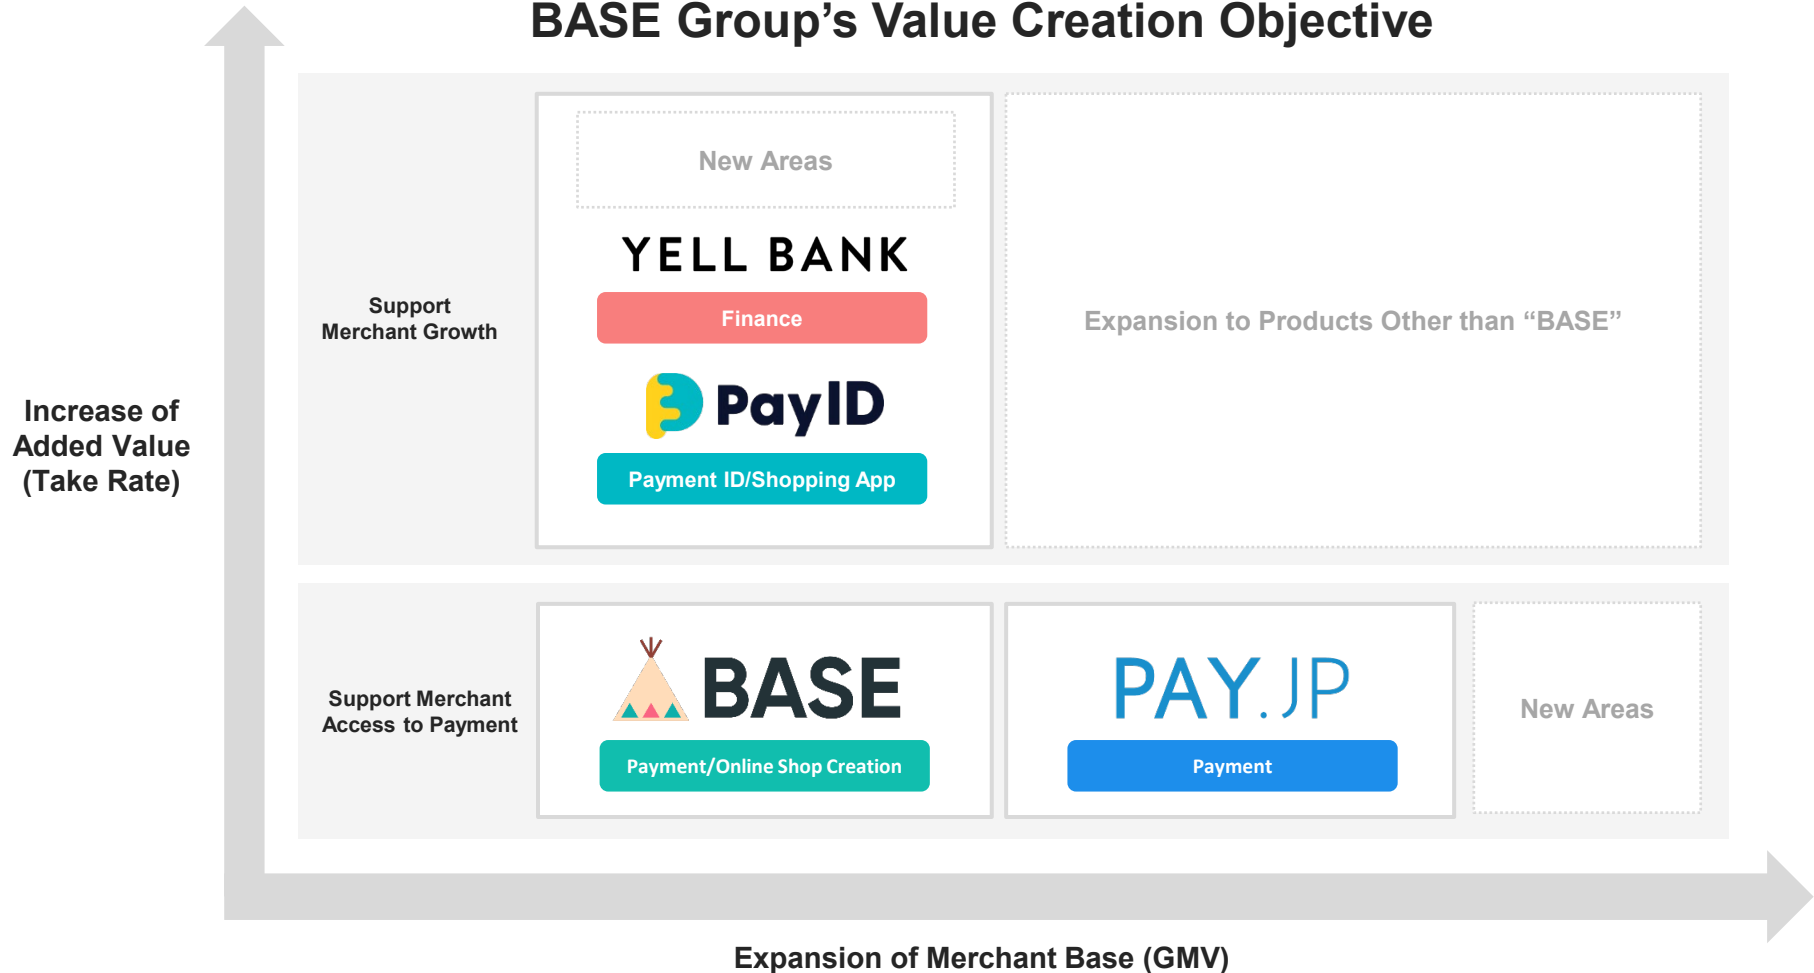 BASE Group's Value Creation Objective
New Areas
YELL BANK
Finance
Support
Merchant Growth
Expansion to Products Other than “BASE”
PayID
Payment ID/Shopping App
Increase of
Added Value
(Take Rate)
BASE
Payment/Online Shop Creation
PAY.JP
Payment
Support Merchant
Access to Payment
New Areas
Expansion of Merchant Base (GMV)